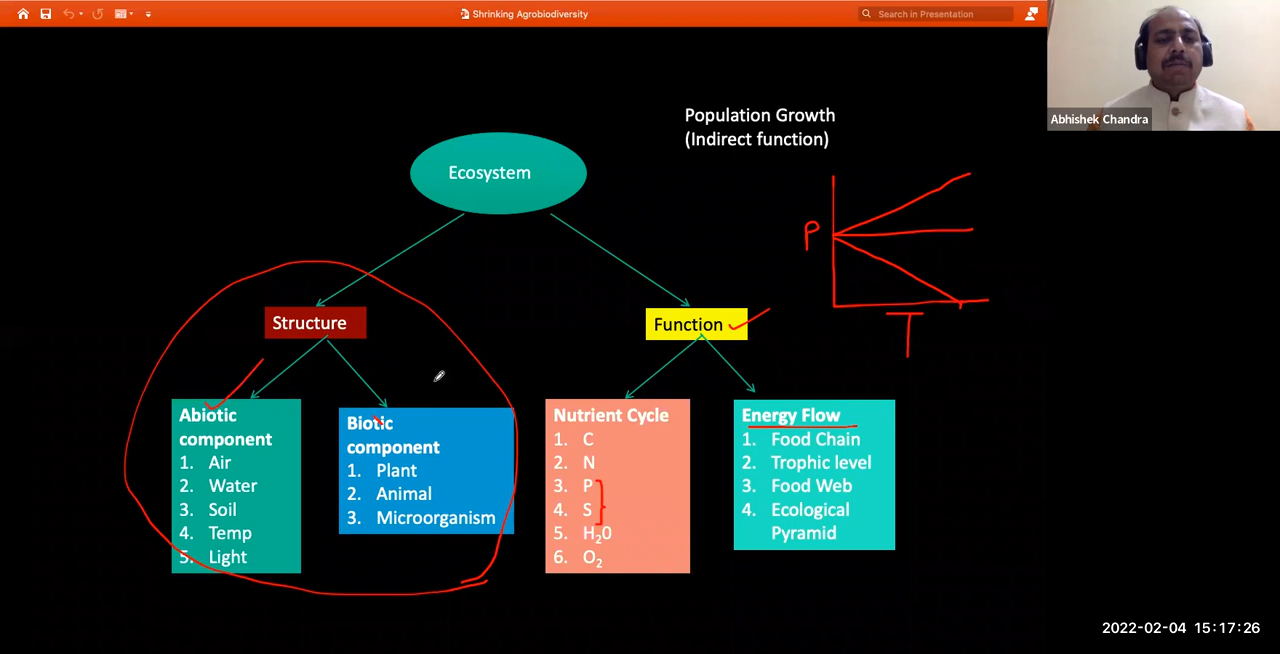 Shrinking Agrobiodiversity
Search in Presentation
Abhishek Chandra
Population Growth
(Indirect function)
Ecosystem
P
T
Structure
Function
Abiotic
component
1. Air
2. Water
3. Soil
4. Temp
5. Light
Biotic
component
1. Plant
2. Animal
3. Microorganism
Nutrient Cycle
1. C
2. N
3. P
4. S
5. H₂0
6. O₂
Energy Flow
1. Food Chain
2. Trophic level
3. Food Web
4. Ecological
Pyramid
2022-02-04 15:17:26